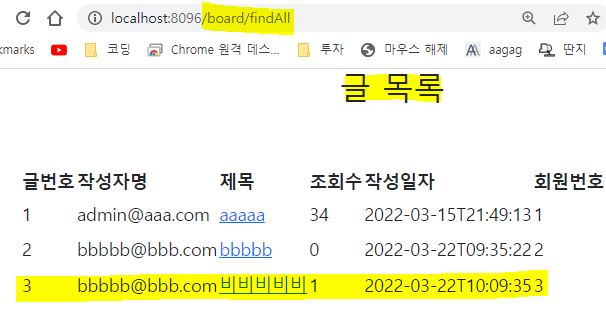 localhost:8096/board/findAll
kmarks 코딩 Chrome 원격 데스... 투자 마우스 해제 aagag 딴지
글 목록
글번호 작성자명 제목 조회수 작성일자 회원번호
1 admin@aaa.com aaaaa 34 2022-03-15T21:49:13 1
2 bbbbb@bbb.com bbbbb 0 2022-03-22T09:35:22 2
3 bbbbb@bbb.com 비비비비비 1 2022-03-22T10:09:35 3